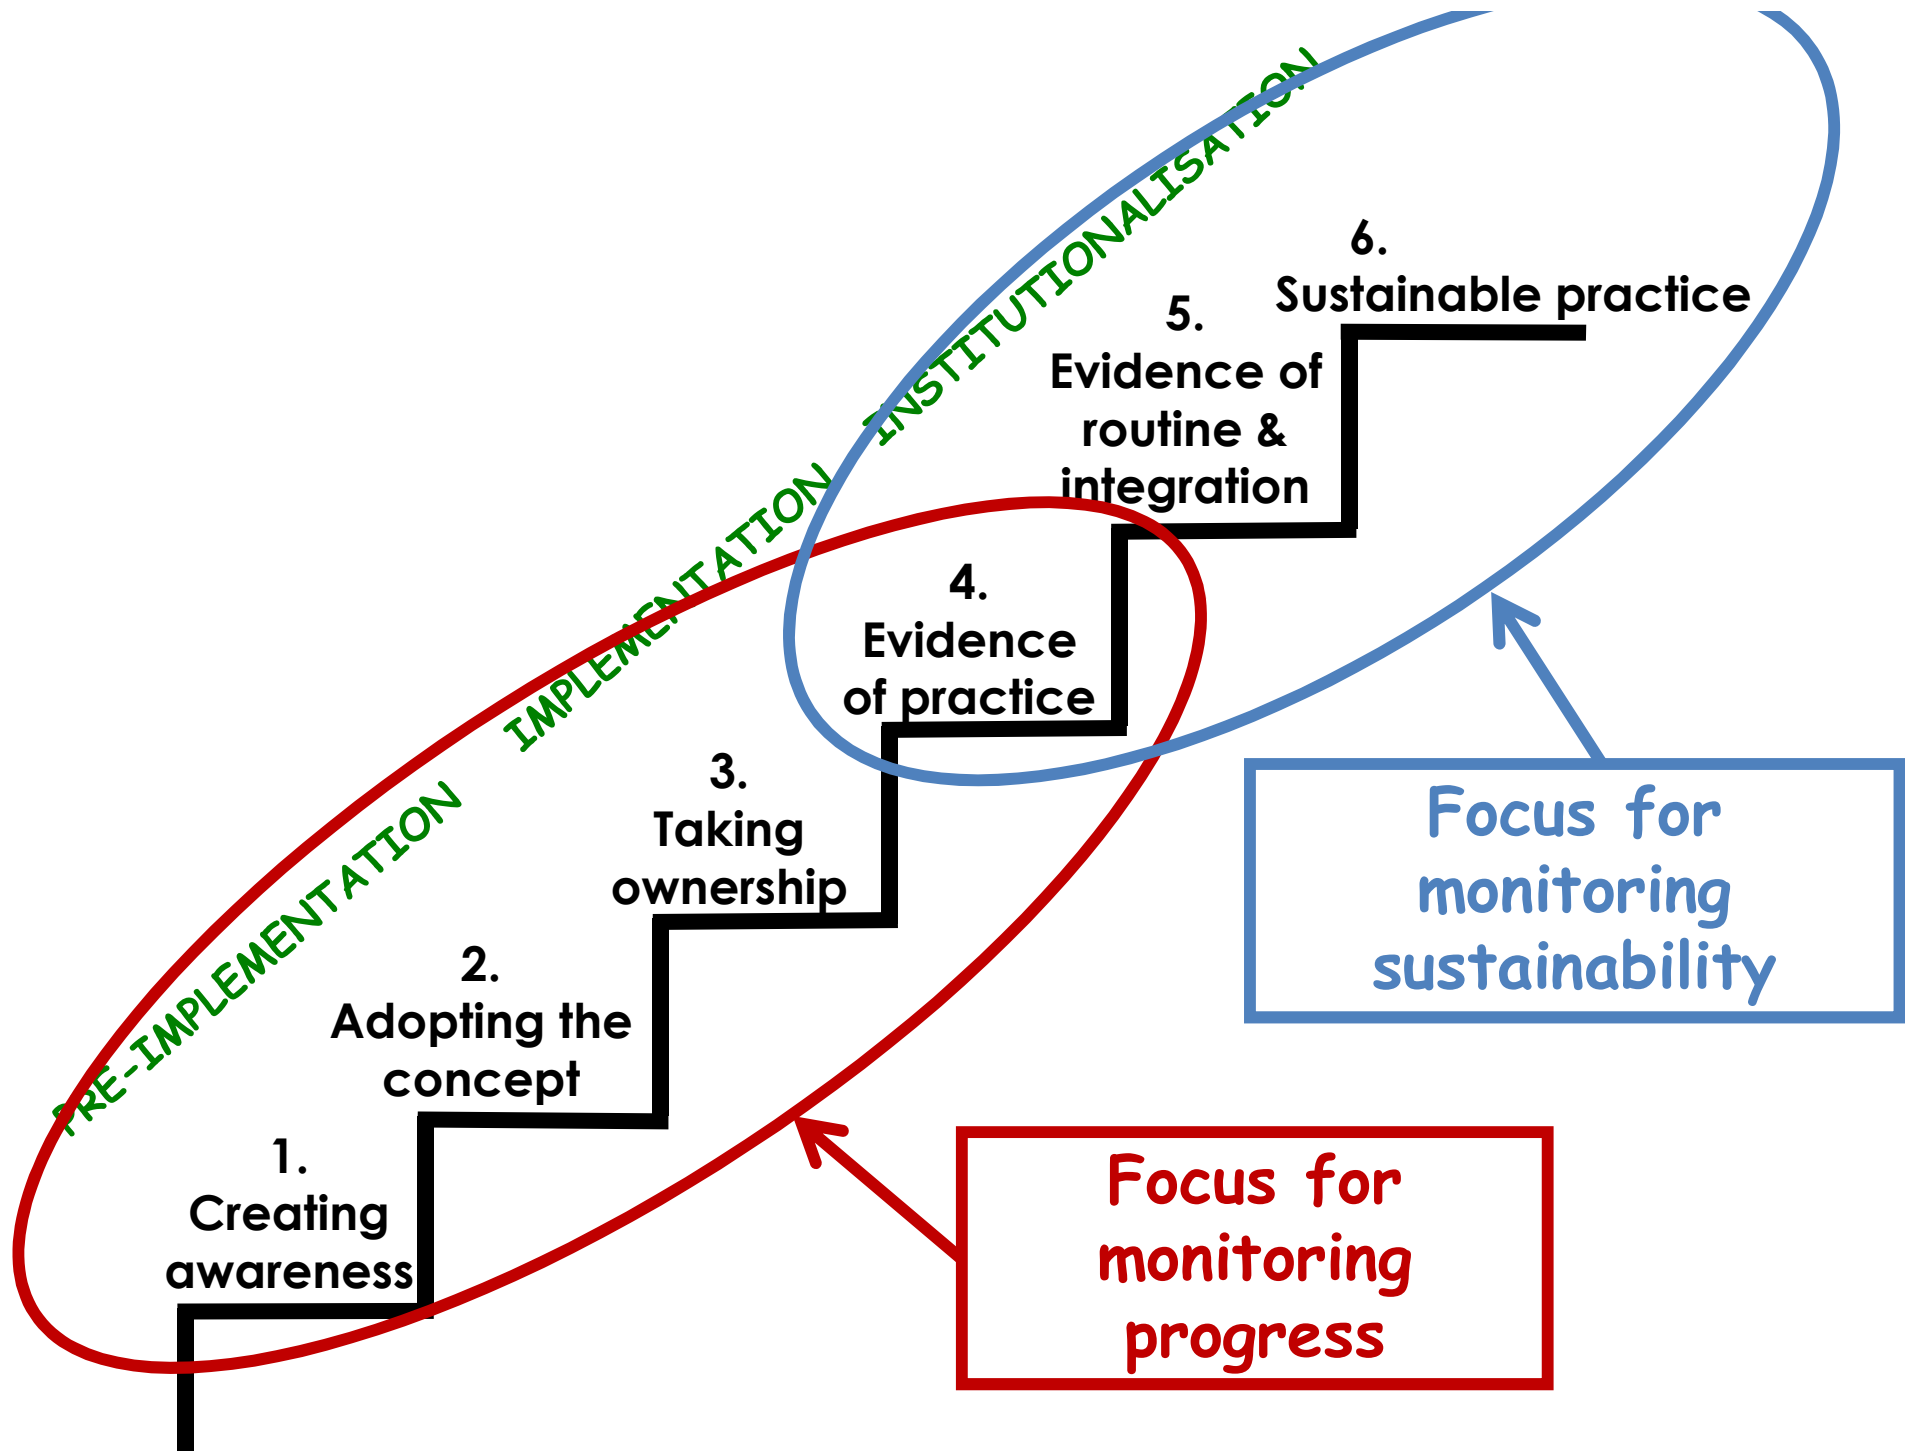 INSTITUTIONALISATION
6.
Sustainable practice
5.
Evidence of
routine &
integration
IMPLEMENTATION
4.
Evidence
of practice
3.
Taking
ownership
Focus for
monitoring
sustainability
PRE-IMPLEMENTATION
2.
Adopting the
concept
1.
Creating
awareness
Focus for
monitoring
progress